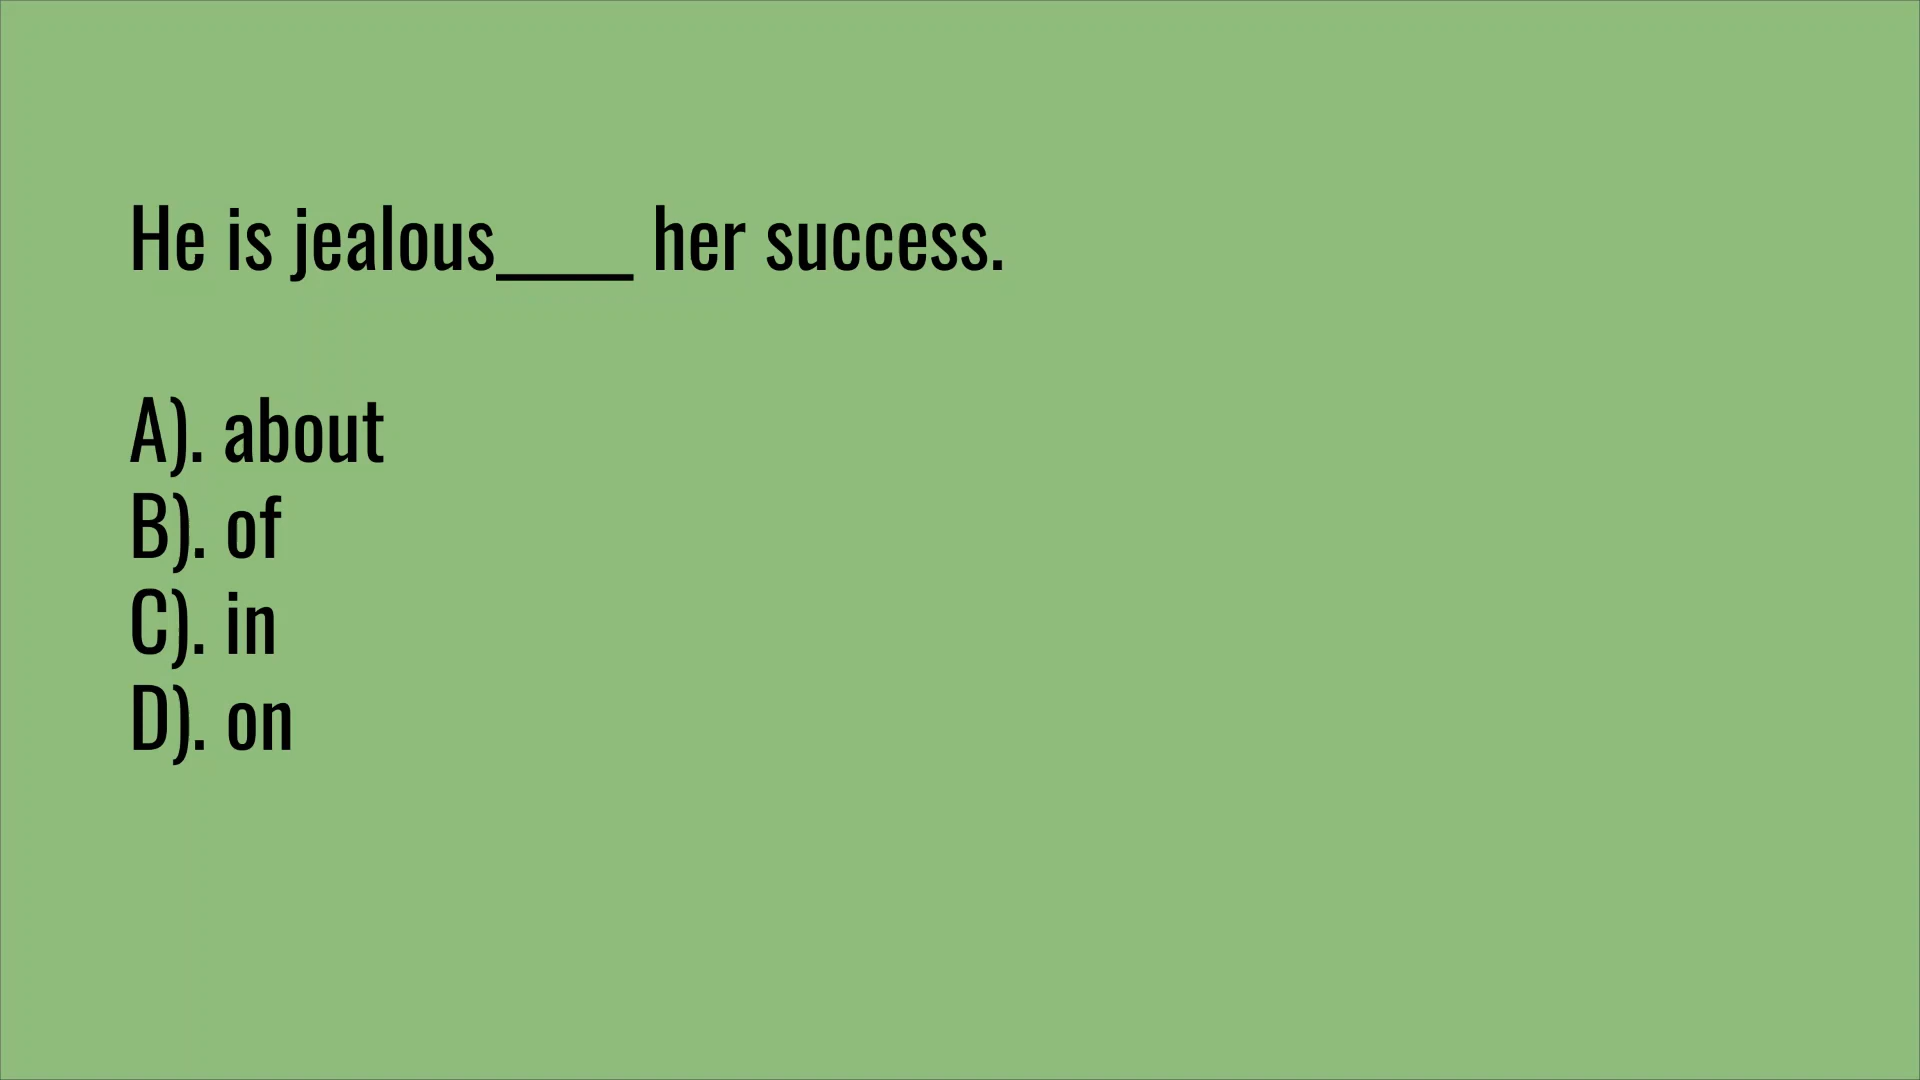 He is jealous____ her success.
A). about
B). of
C). in
D). on